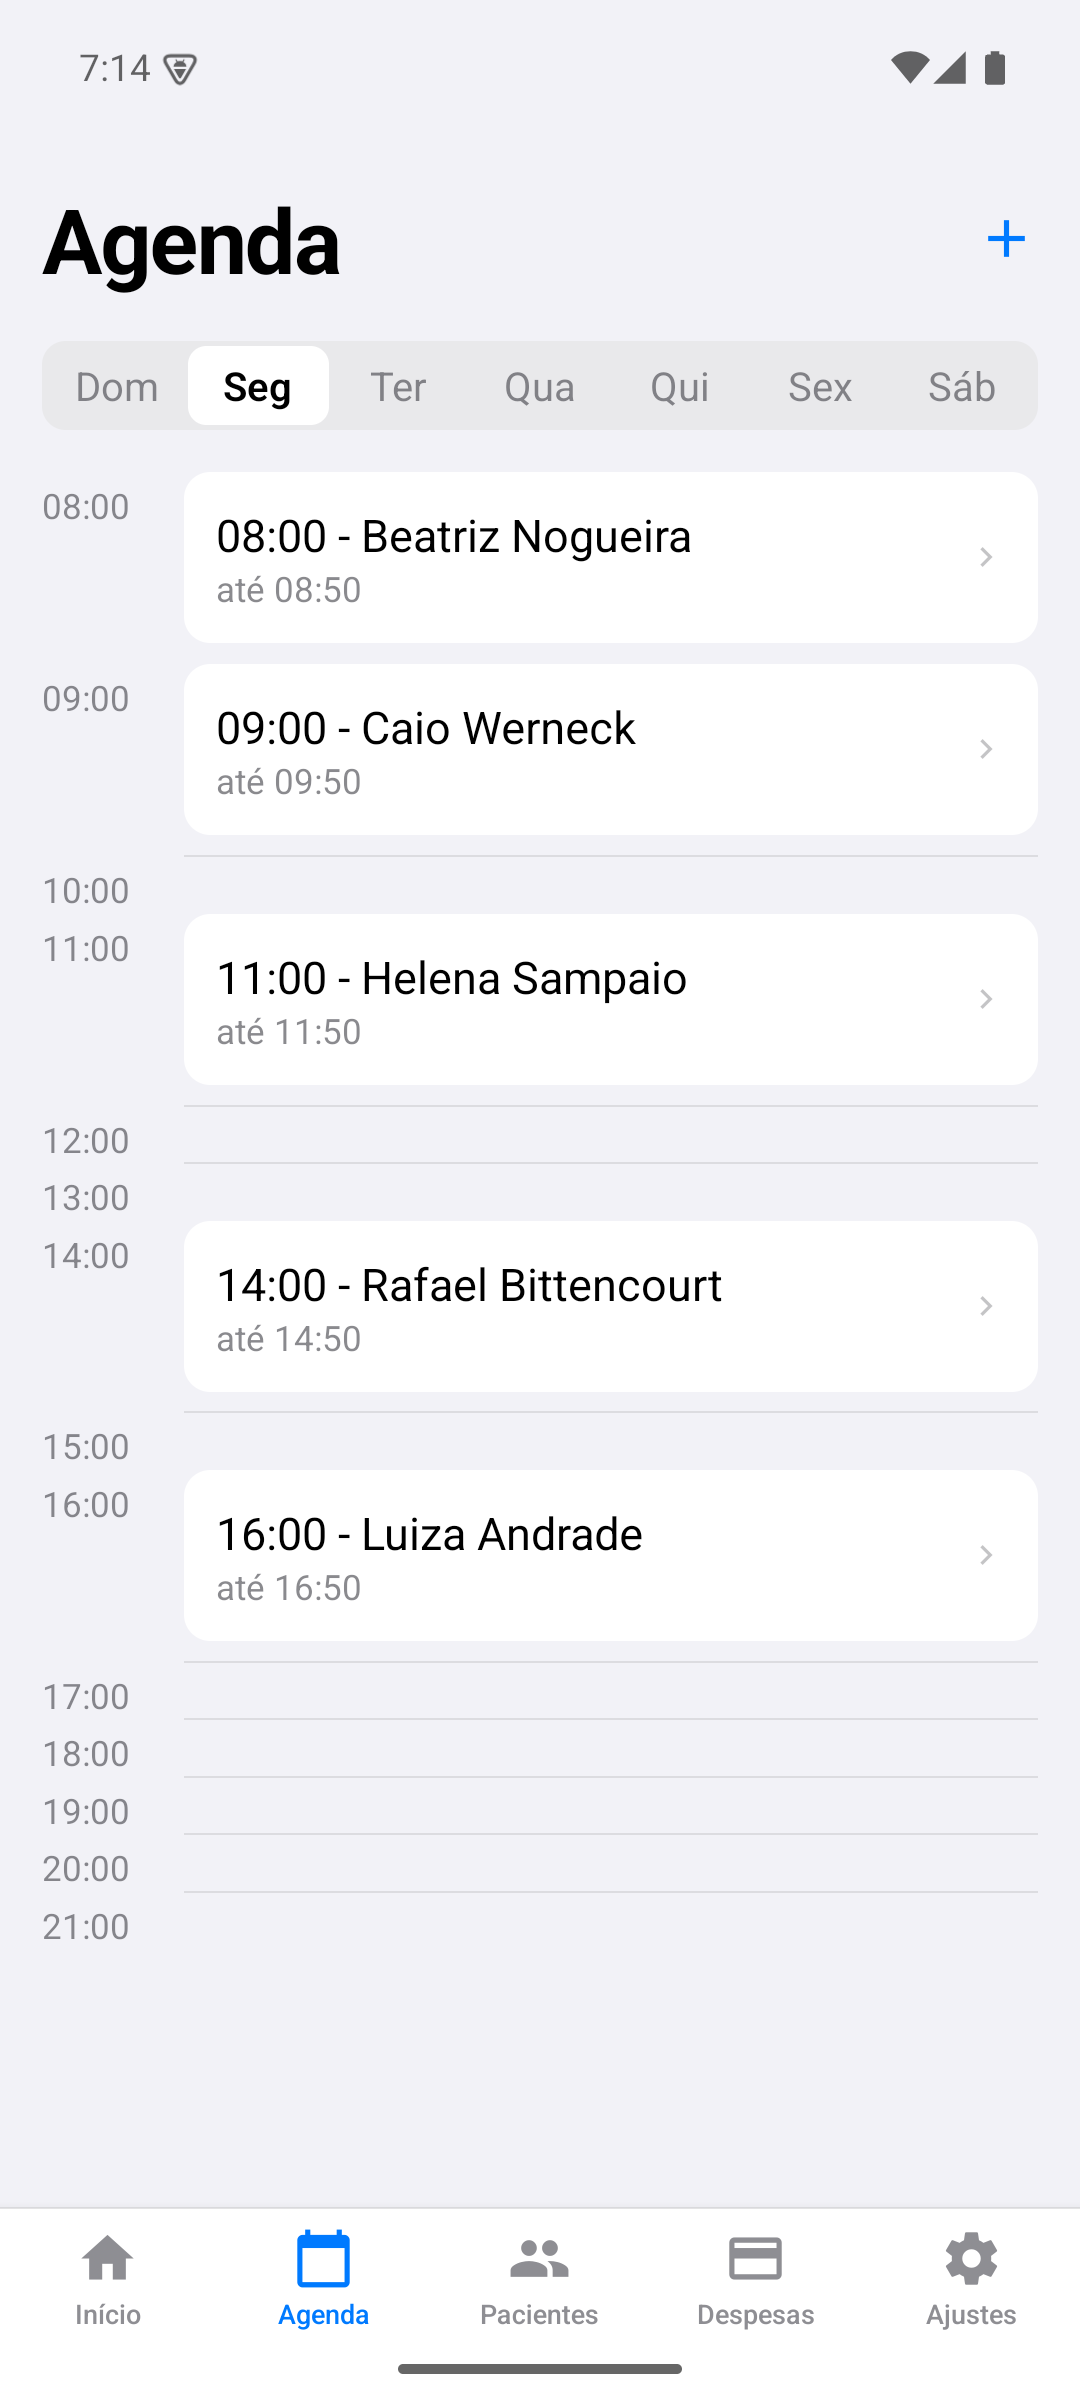 7:14
Agenda
Dom Seg Ter Qua Qui Sex Sáb
08:00
08:00 - Beatriz Nogueira
até 08:50
09:00
09:00 - Caio Werneck
até 09:50
10:00
11:00
11:00 - Helena Sampaio
até 11:50
12:00
13:00
14:00
14:00 - Rafael Bittencourt
até 14:50
15:00
16:00
16:00 - Luiza Andrade
até 16:50
17:00
18:00
19:00
20:00
21:00
Início Agenda Pacientes Despesas Ajustes